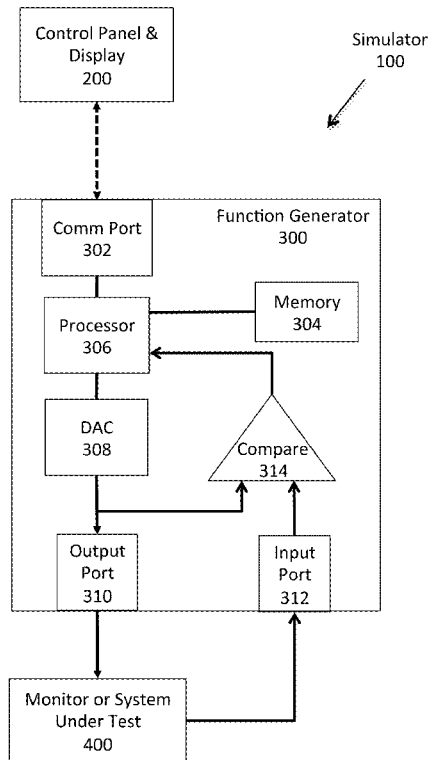 Control Panel &
Display
200
Simulator
100
Function Generator
300
Comm Port
302
Memory
304
Processor
306
DAC
308
Compare
314
Output
Port
310
Input
Port
312
Monitor or System
Under Test
400